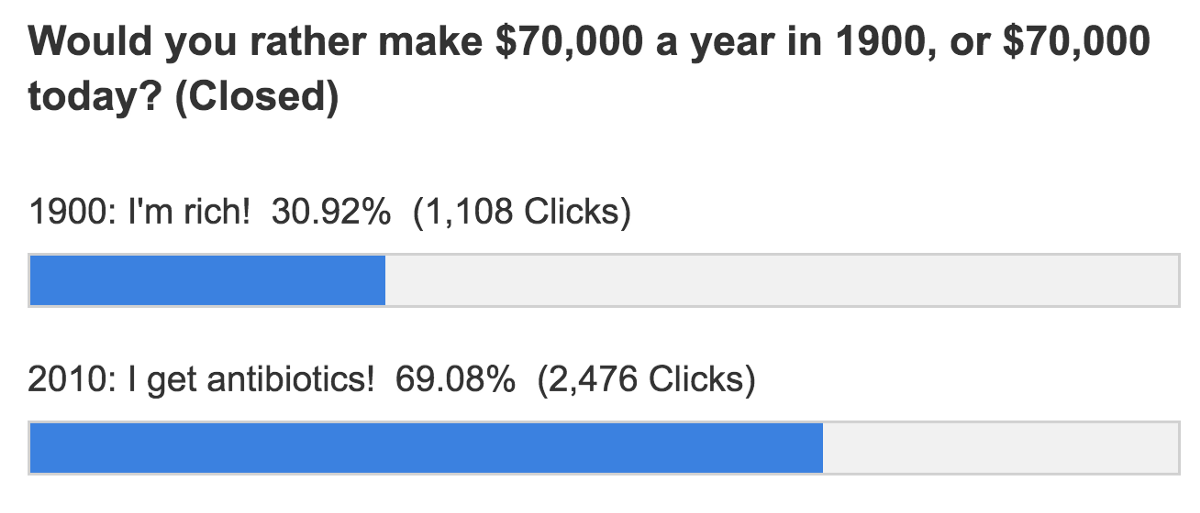 Would you rather make $70,000 a year in 1900, or $70,000
today? (Closed)
1900: I'm rich! 30.92% (1,108 Clicks)
2010: I get antibiotics! 69.08% (2,476 Clicks)